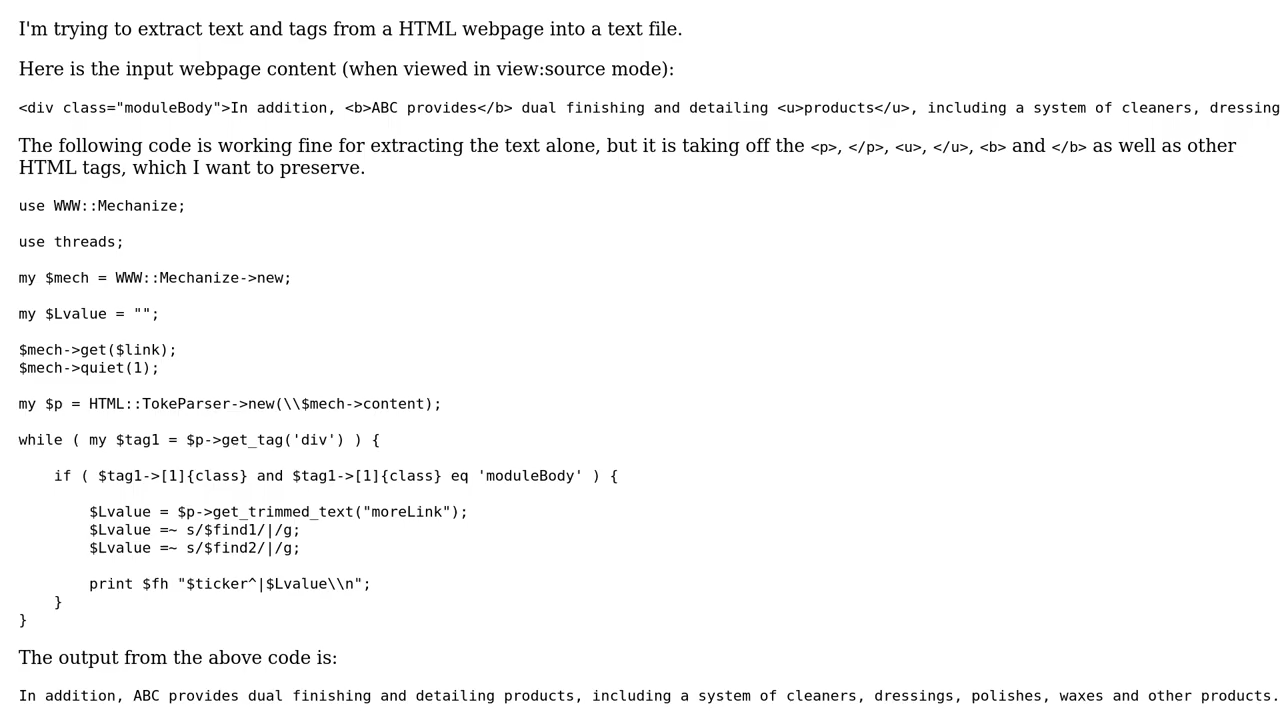 I'm trying to extract text and tags from a HTML webpage into a text file.
Here is the input webpage content (when viewed in view:source mode):
<div class="moduleBody">In addition, <b>ABC provides</b> dual finishing and detailing <u>products</u>, including a system of cleaners, dressing
The following code is working fine for extracting the text alone, but it is taking off the <p>, </p>, <u>, </u>, <b> and </b> as well as other
HTML tags, which I want to preserve.
use WWW::Mechanize;
use threads;
my $mech = WWW::Mechanize->new;
my $Lvalue = "";
$mech->get($link);
$mech->quiet(1);
my $p = HTML::TokeParser->new(\\$mech->content);
while ( my $tag1 = $p->get_tag('div') ) {
    if ( $tag1->[1]{class} and $tag1->[1]{class} eq 'moduleBody' ) {
        $Lvalue = $p->get_trimmed_text("moreLink");
        $Lvalue =~ s/$find1/|/g;
        $Lvalue =~ s/$find2/|/g;
        print $fh "$ticker^|$Lvalue\\n";
    }
}
The output from the above code is:
In addition, ABC provides dual finishing and detailing products, including a system of cleaners, dressings, polishes, waxes and other products.